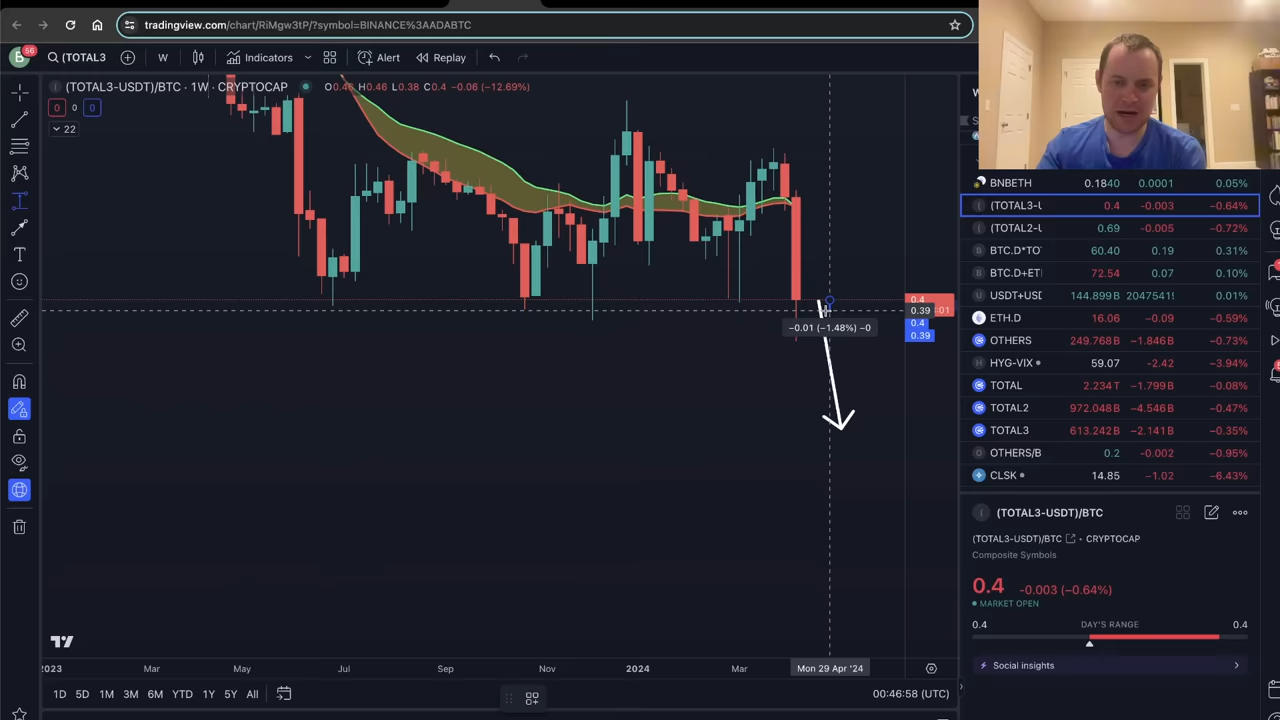 tradingview.com/chart/RiMgw3tP/?symbol=BINANCE%3AADABTC
B 56 (TOTAL3 W Indicators Alert Replay
(TOTAL3-USDT)/BTC · 1W · CRYPTOCAP O0.46 H0.46 L0.38 C0.4 −0.06 (−12.69%)
0 0 0
22
BNBETH 0.1840 0.0001 0.05%
(TOTAL3-U 0.4 -0.003 −0.64%
(TOTAL2-U 0.69 -0.005 −0.72%
BTC.D*TO 60.40 0.19 0.31%
BTC.D+ETI 72.54 0.07 0.10%
USDT+USD 144.899B 20475419 0.01%
ETH.D 16.06 −0.09 −0.59%
OTHERS 249.768B −1.846B −0.73%
HYG-VIX 59.07 −2.42 −3.94%
TOTAL 2.234T −1.799B −0.08%
TOTAL2 972.048B −4.546B −0.47%
TOTAL3 613.242B −2.141B −0.35%
OTHERS/B 0.2 −0.002 −0.95%
CLSK 14.85 −1.02 −6.43%
0.4
0.39 :01
0.4
0.39
−0.01 (−1.48%) −0
(TOTAL3-USDT)/BTC
(TOTAL3-USDT)/BTC · CRYPTOCAP
Composite Symbols
0.4 -0.003 (−0.64%)
MARKET OPEN
0.4 DAY'S RANGE 0.4
Social insights
2023 Mar May Jul Sep Nov 2024 Mar Mon 29 Apr '24
1D 5D 1M 3M 6M YTD 1Y 5Y All 00:46:58 (UTC)